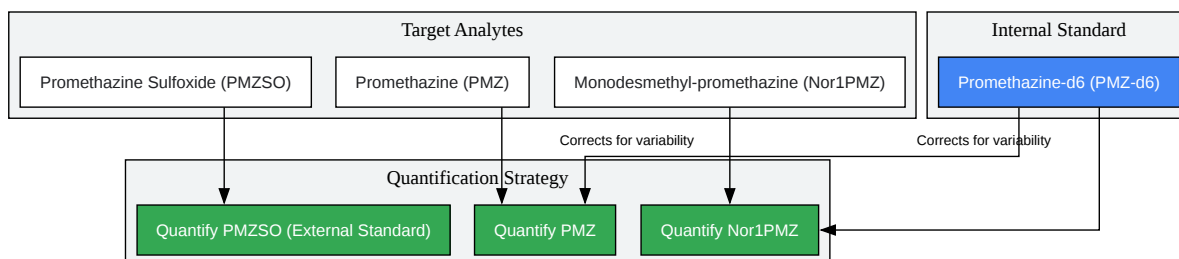 Target Analytes
Internal Standard
Promethazine Sulfoxide (PMZSO)
Promethazine (PMZ)
Monodesmethyl-promethazine (Nor1PMZ)
Promethazine-d6 (PMZ-d6)
Corrects for variability
Corrects for variability
Quantification Strategy
Quantify PMZSO (External Standard)
Quantify PMZ
Quantify Nor1PMZ